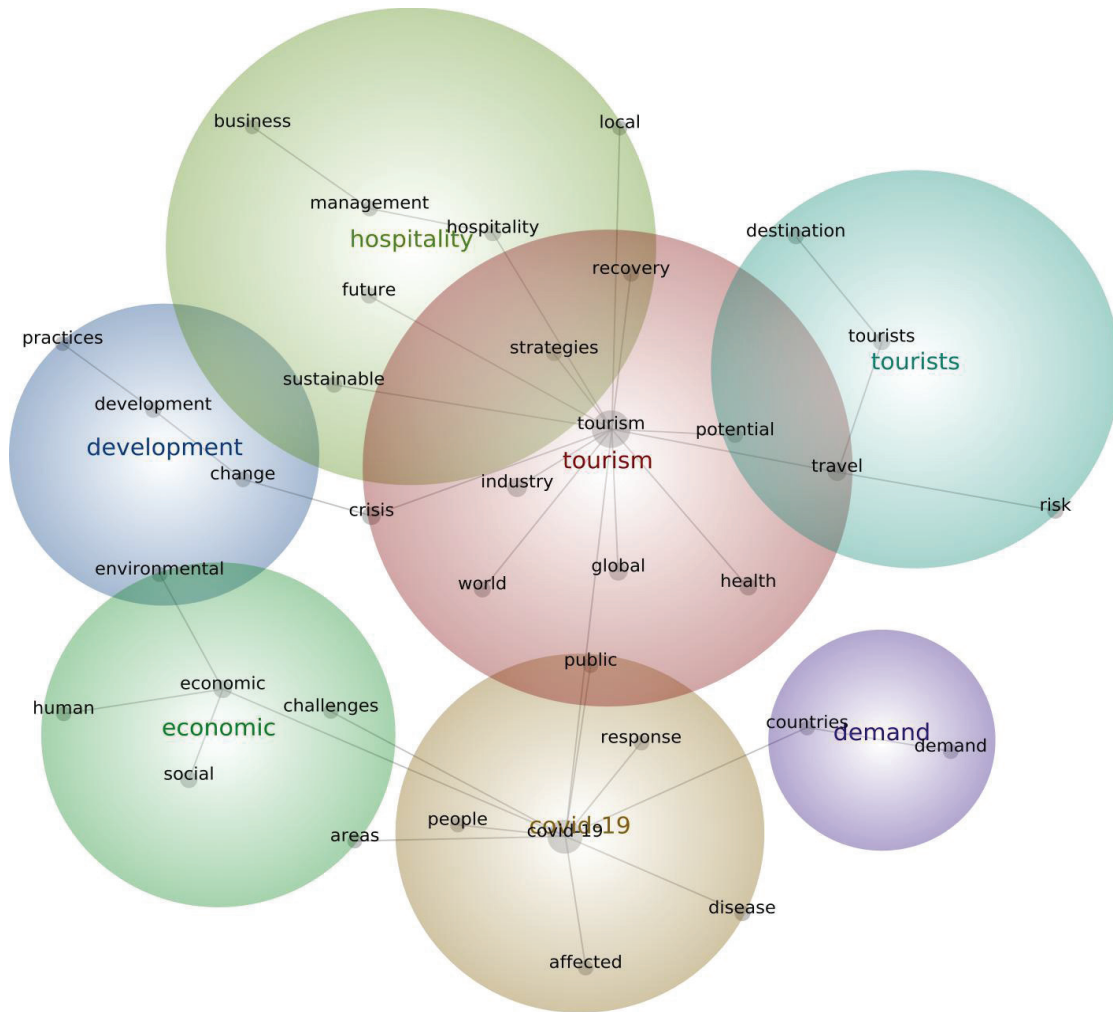 business
local
management
hospitality
hospitality
destination
recovery
future
practices
strategies
tourists
tourists
sustainable
development
development
tourism
tourism
potential
change
industry
travel
crisis
risk
environmental
world
global
health
public
economic
human
challenges
economic
response
countries
demand
demand
social
people
covid-19
covid-19
areas
disease
affected